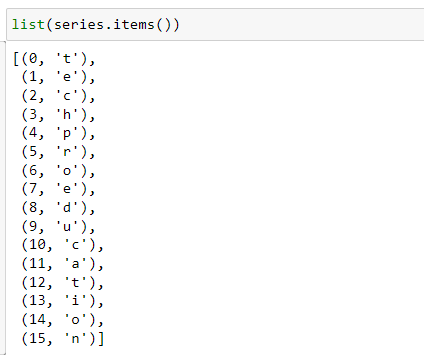 list(series.items())
[(0, 't'),
(1, 'e'),
(2, 'c'),
(3, 'h'),
(4, 'p'),
(5, 'r'),
(6, 'o'),
(7, 'e'),
(8, 'd'),
(9, 'u'),
(10, 'c'),
(11, 'a'),
(12, 't'),
(13, 'i'),
(14, 'o'),
(15, 'n')]